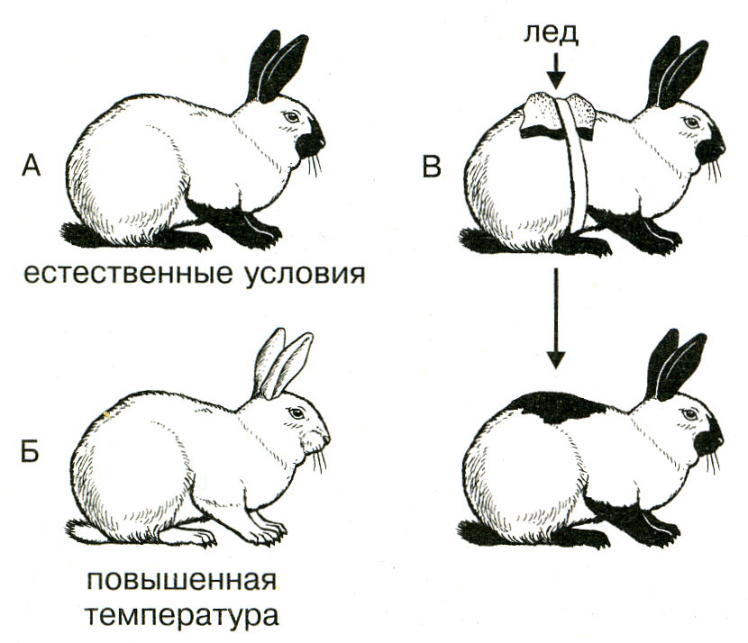 А
естественные условия
Б
повышенная
температура
В
лед